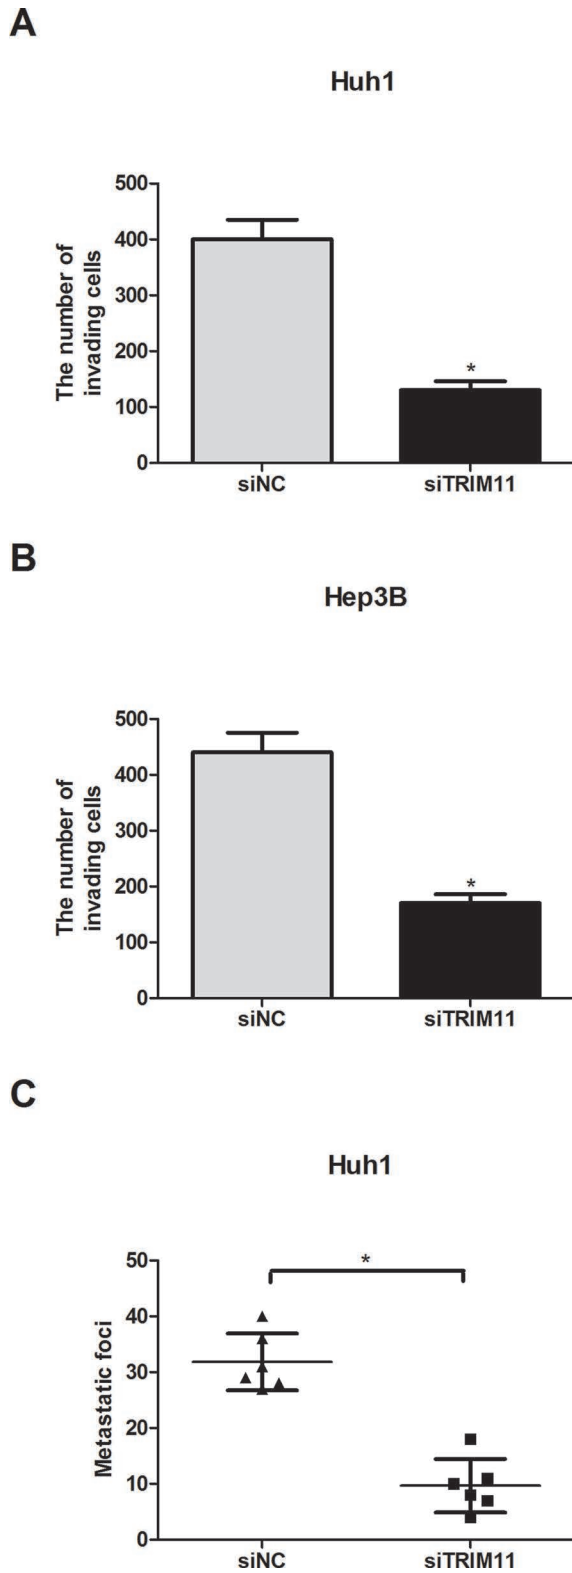 A
Huh1
500
400
300
200
100
0
The number of
invading cells
*
siNC
siTRIM11
B
Hep3B
500
400
300
200
100
0
The number of
invading cells
*
siNC
siTRIM11
C
Huh1
50
40
30
20
10
0
Metastatic foci
*
siNC
siTRIM11